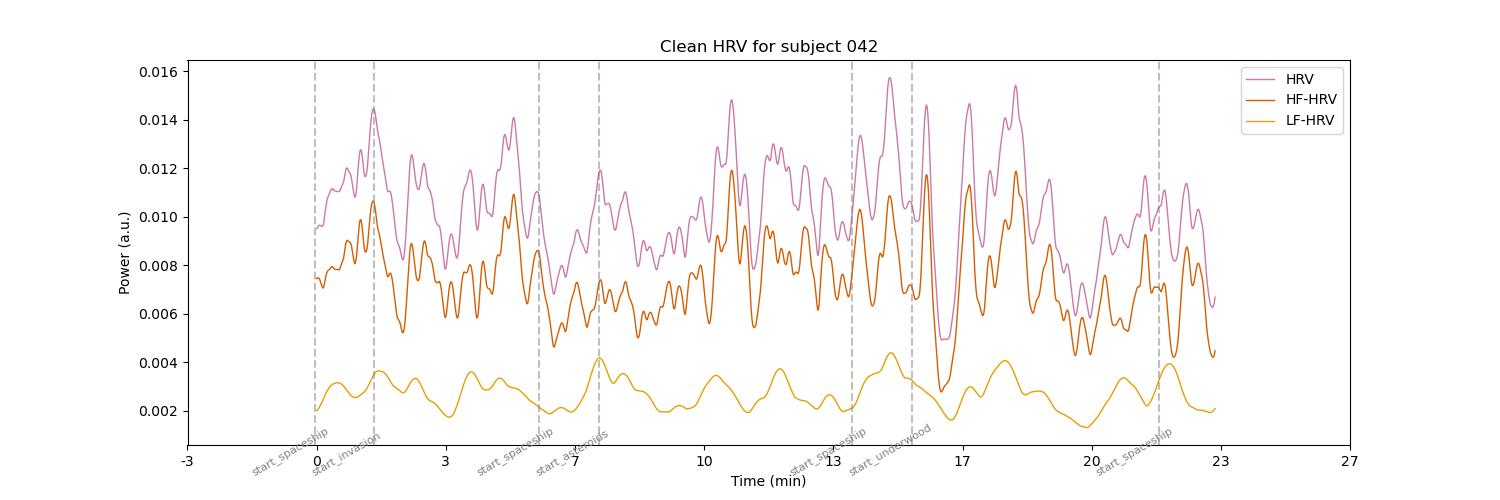 Clean HRV for subject 042
HRV
HF-HRV
LF-HRV
0.016
0.014
0.012
0.010
0.008
0.006
0.004
0.002
Power (a.u.)
start_spaceship
start_invasion
start_spaceship
start_asteroids
start_spaceship
start_underwood
start_spaceship
-3 0 3 7 10 13 17 20 23 27
Time (min)